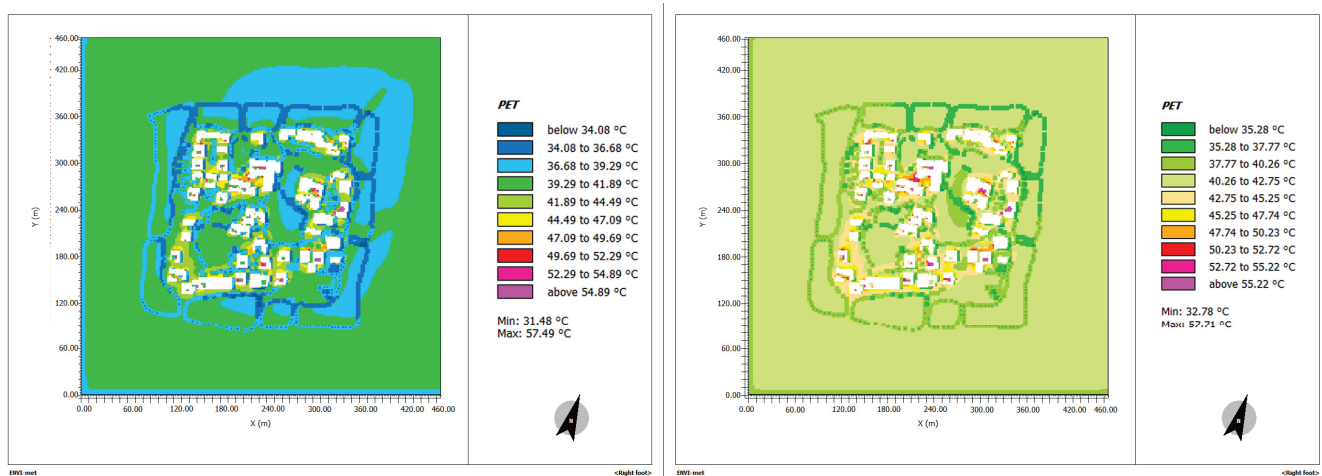 460.00
420.00
360.00
300.00
240.00
180.00
120.00
60.00
0.00
Y (m)
0.00 60.00 120.00 180.00 240.00 300.00 360.00 420.00 460.00
X (m)
PET
below 34.08 °C
34.08 to 36.68 °C
36.68 to 39.29 °C
39.29 to 41.89 °C
41.89 to 44.49 °C
44.49 to 47.09 °C
47.09 to 49.69 °C
49.69 to 52.29 °C
52.29 to 54.89 °C
above 54.89 °C
Min: 31.48 °C
Max: 57.49 °C
N
ENVI-met
<Right foot>
460.00
420.00
360.00
300.00
240.00
180.00
120.00
60.00
0.00
Y (m)
0.00 60.00 120.00 180.00 240.00 300.00 360.00 420.00 460.00
X (m)
PET
below 35.28 °C
35.28 to 37.77 °C
37.77 to 40.26 °C
40.26 to 42.75 °C
42.75 to 45.25 °C
45.25 to 47.74 °C
47.74 to 50.23 °C
50.23 to 52.72 °C
52.72 to 55.22 °C
above 55.22 °C
Min: 32.78 °C
Max: 57.71 °C
N
ENVI-met
<Right foot>